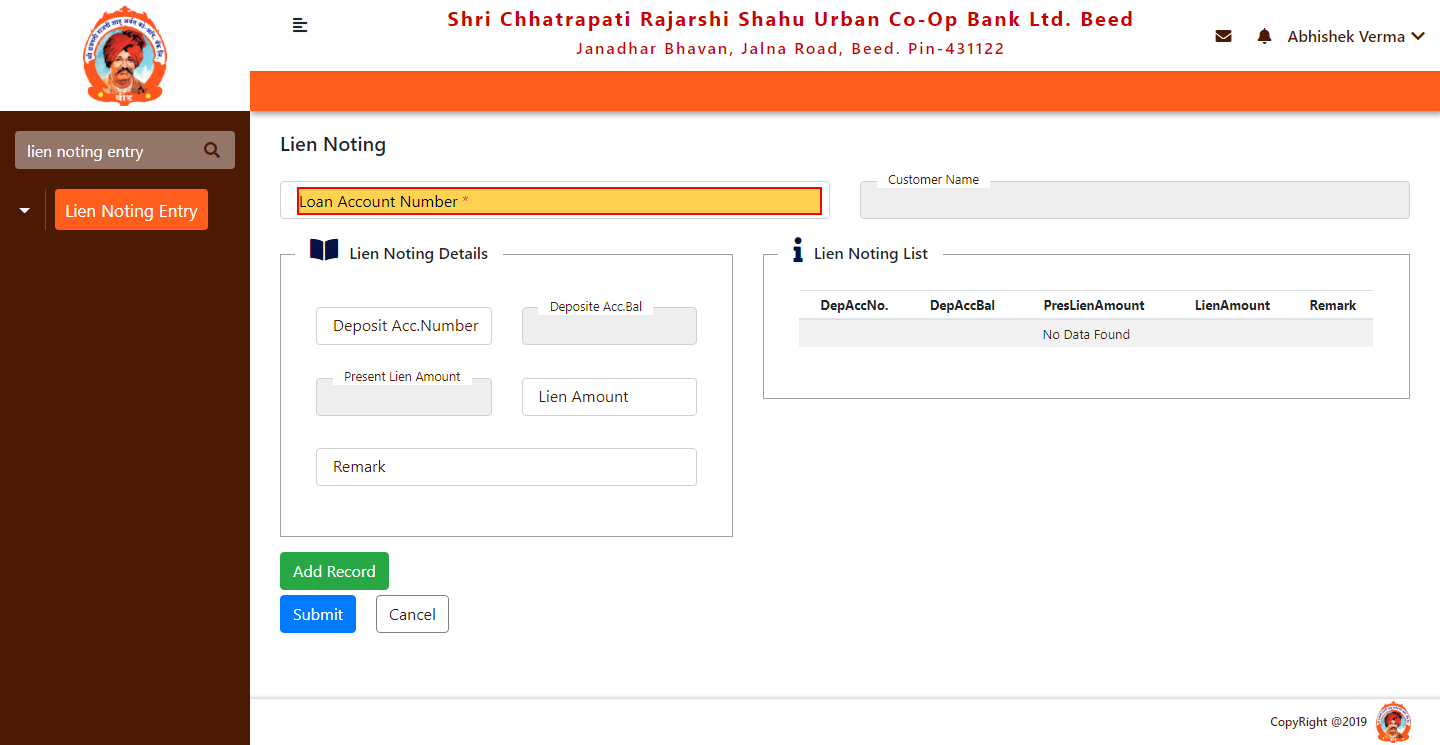 Shri Chhatrapati Rajarshi Shahu Urban Co-Op Bank Ltd. Beed
Janadhar Bhavan, Jalna Road, Beed. Pin-431122
Abhishek Verma
बीड
lien noting entry
Lien Noting Entry
Lien Noting
Loan Account Number *
Customer Name
Lien Noting Details
Deposit Acc.Number
Deposite Acc.Bal
Present Lien Amount
Lien Amount
Remark
Lien Noting List
DepAccNo. DepAccBal PresLienAmount LienAmount Remark
No Data Found
Add Record
Submit Cancel
CopyRight @2019